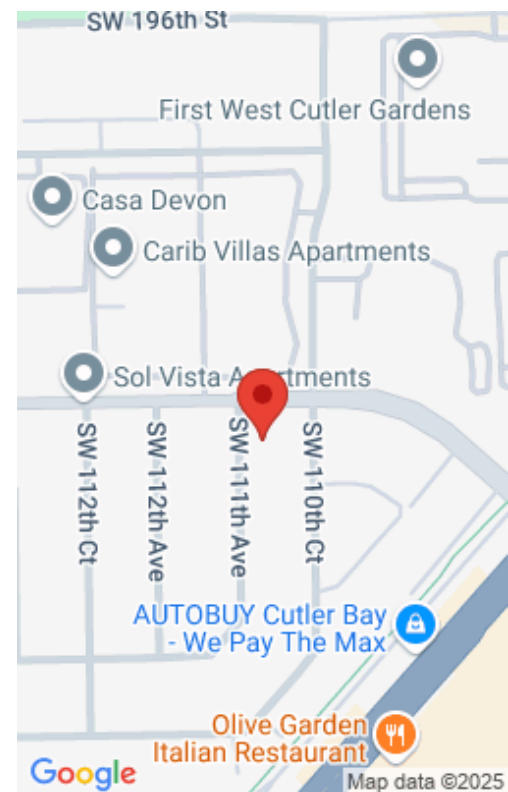 SW 196th St
First West Cutler Gardens
Casa Devon
Carib Villas Apartments
Sol Vista Apartments
SW 112th Ct
SW 112th Ave
SW 111th Ave
SW 110th Ct
AUTOBUY Cutler Bay
- We Pay The Max
Olive Garden
Italian Restaurant
Google
Map data ©2025